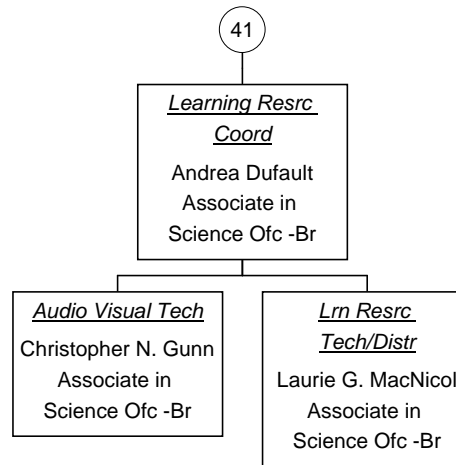 41
Learning Resrc
Coord
Andrea Dufault
Associate in
Science Ofc -Br
Audio Visual Tech
Christopher N. Gunn
Associate in
Science Ofc -Br
Lrn Resrc
Tech/Distr
Laurie G. MacNicol
Associate in
Science Ofc -Br